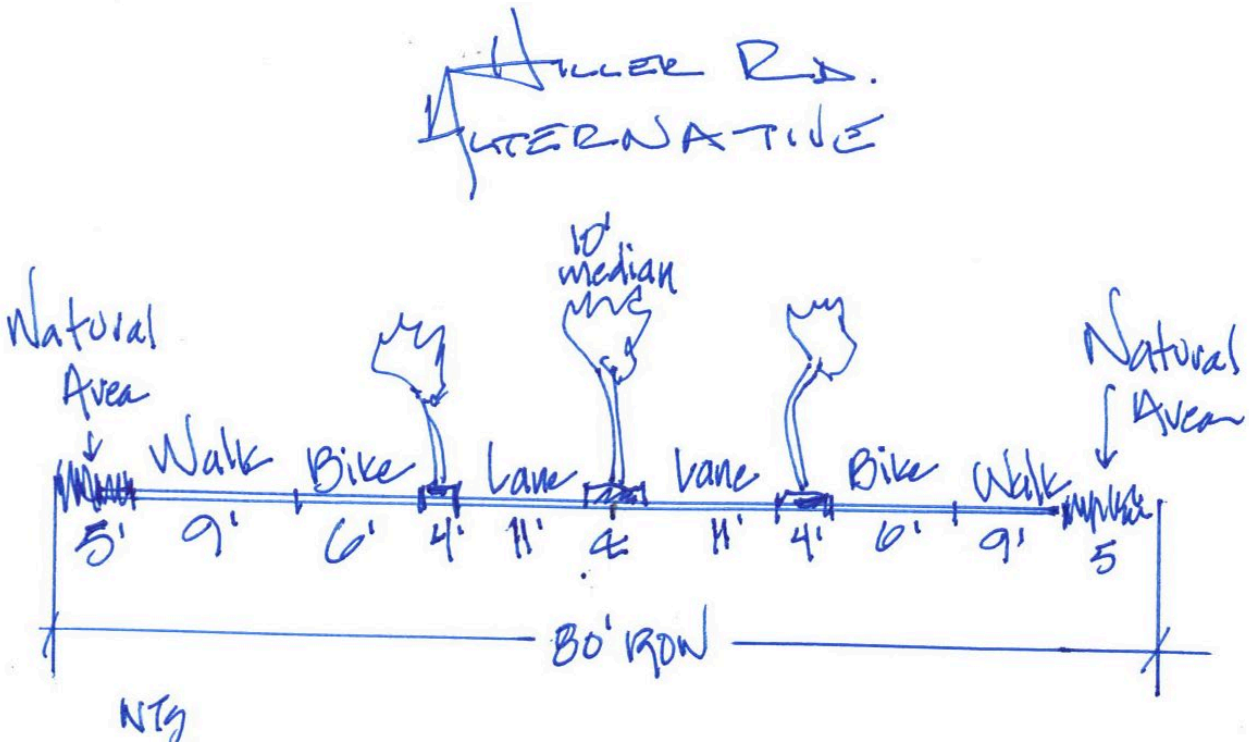 HILLER RD.
ALTERNATIVE
10'
median
Natural
Area
Natural
Area
Walk Bike Lane Lane Bike Walk
5' 9' 6' 4' 11' ℄ 11' 4' 6' 9' 5
80' ROW
NTS